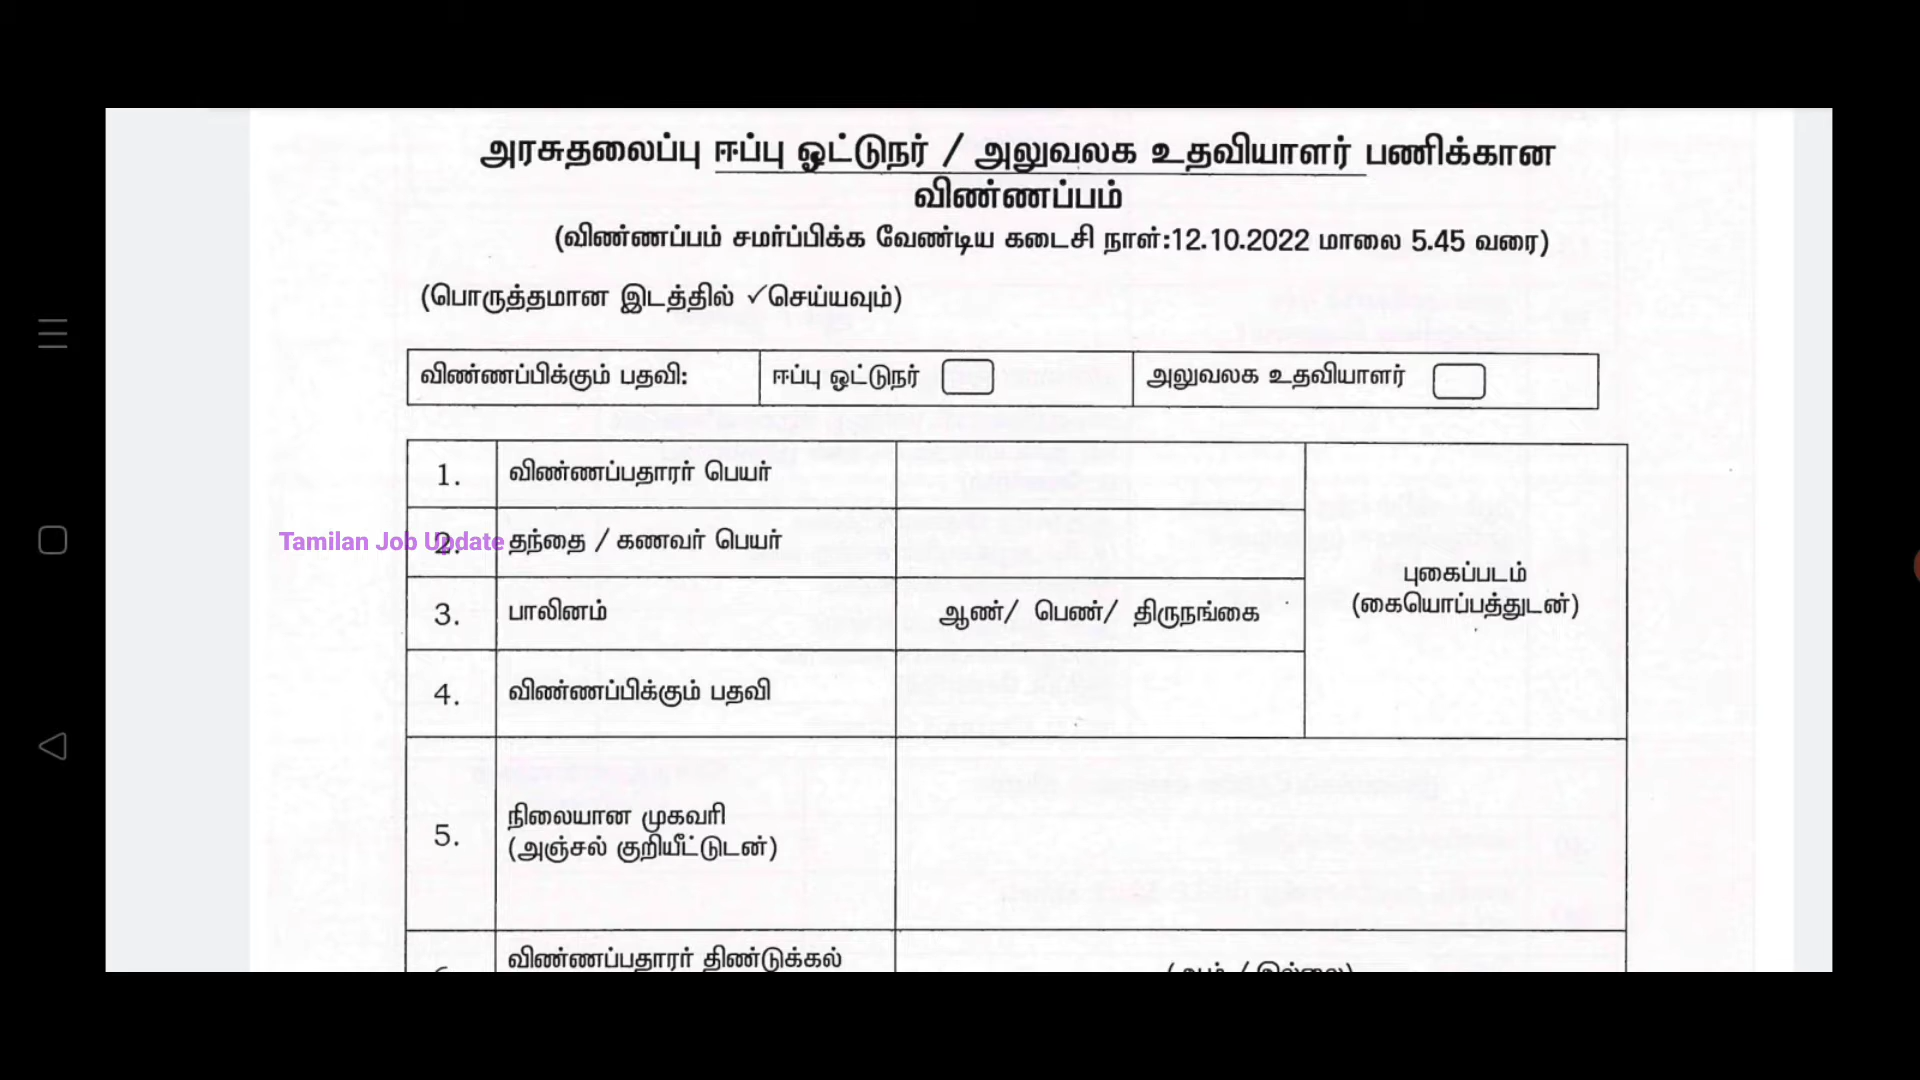 அரசுதலைப்பு ஈப்பு ஓட்டுநர் / அலுவலக உதவியாளர் பணிக்கான
விண்ணப்பம்
(விண்ணப்பம் சமர்ப்பிக்க வேண்டிய கடைசி நாள்:12.10.2022 மாலை 5.45 வரை)
(பொருத்தமான இடத்தில் ✓செய்யவும்)
விண்ணப்பிக்கும் பதவி: ஈப்பு ஓட்டுநர் அலுவலக உதவியாளர்
1. விண்ணப்பதாரர் பெயர்
Tamilan Job Update
2. தந்தை / கணவர் பெயர்
புகைப்படம்
(கையொப்பத்துடன்)
3. பாலினம் ஆண்/ பெண்/ திருநங்கை
4. விண்ணப்பிக்கும் பதவி
5. நிலையான முகவரி
(அஞ்சல் குறியீட்டுடன்)
விண்ணப்பதாரர் திண்டுக்கல்